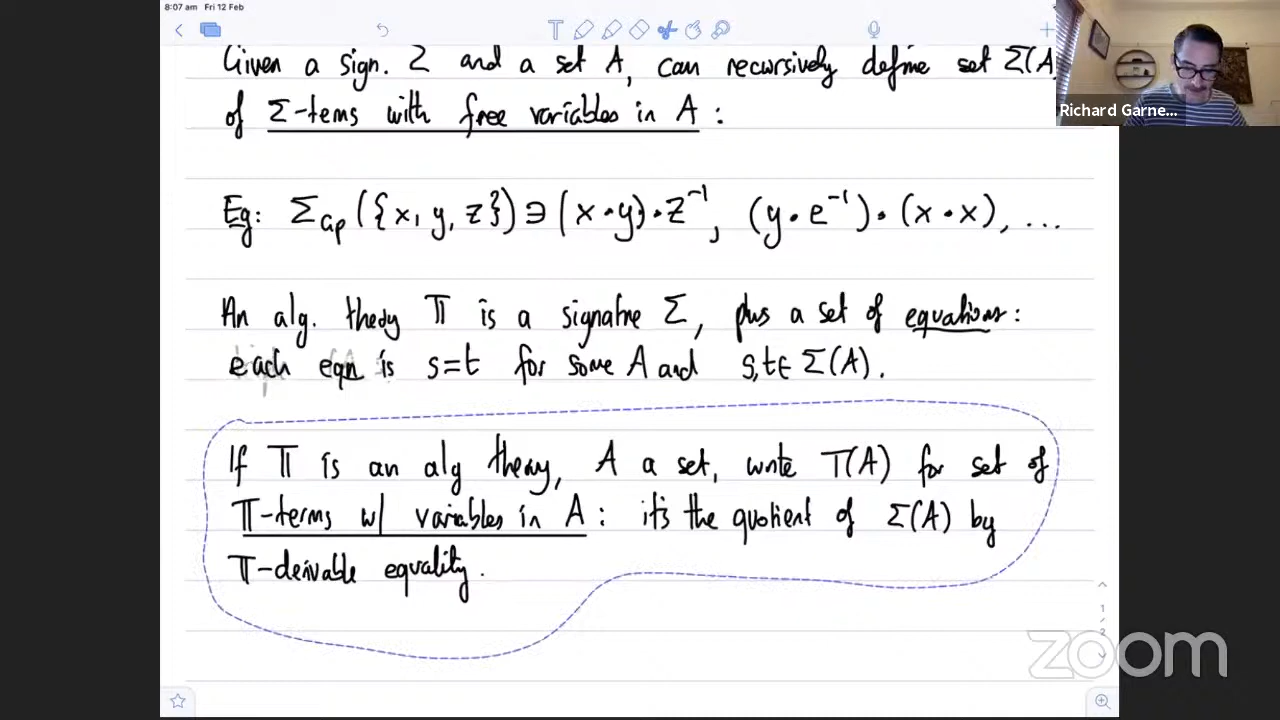 8:07 am Fri 12 Feb
Given a sign. Σ and a set A, can recursively define set Σ(A
of Σ-terms with free variables in A :
Richard Garne...
Eg: Σ_Gp ({x, y, z}) ∋ (x • y) • z⁻¹, (y • e⁻¹) • (x • x), ...
An alg. theory 𝕋 is a signature Σ, plus a set of equations :
each eqn is s=t for some A and s,t ∈ Σ(A).
If 𝕋 is an alg theory, A a set, write T(A) for set of
𝕋-terms w/ variables in A : it's the quotient of Σ(A) by
𝕋-derivable equality.
zoom